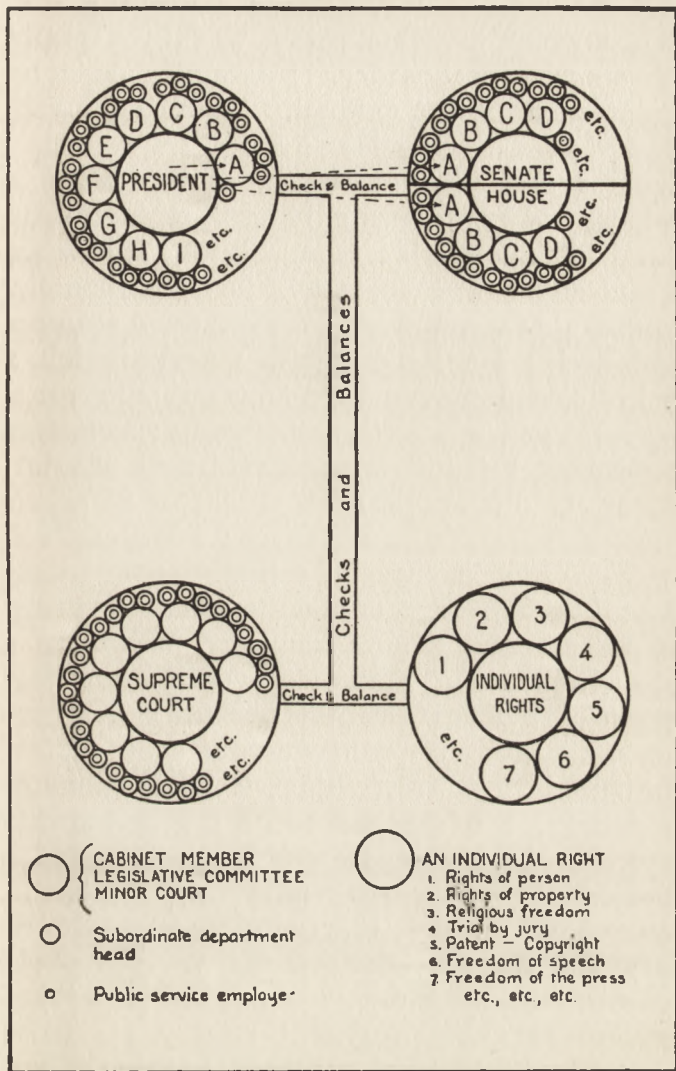 E
D
C
B
A
F
G
H
I
PRESIDENT
etc.
etc.
Check & Balance
A
B
C
D
etc.
etc.
SENATE
HOUSE
A
B
C
D
etc.
etc.
Checks and Balances
SUPREME
COURT
etc.
etc.
Check & Balance
1
2
3
4
5
6
7
etc.
INDIVIDUAL
RIGHTS
CABINET MEMBER
LEGISLATIVE COMMITTEE
MINOR COURT
Subordinate department
head
Public service employe-
AN INDIVIDUAL RIGHT
1. Rights of person
2. Rights of property
3. Religious freedom
4 Trial by jury
5. Patent – Copyright
6. Freedom of speech
7. Freedom of the press
etc., etc., etc.